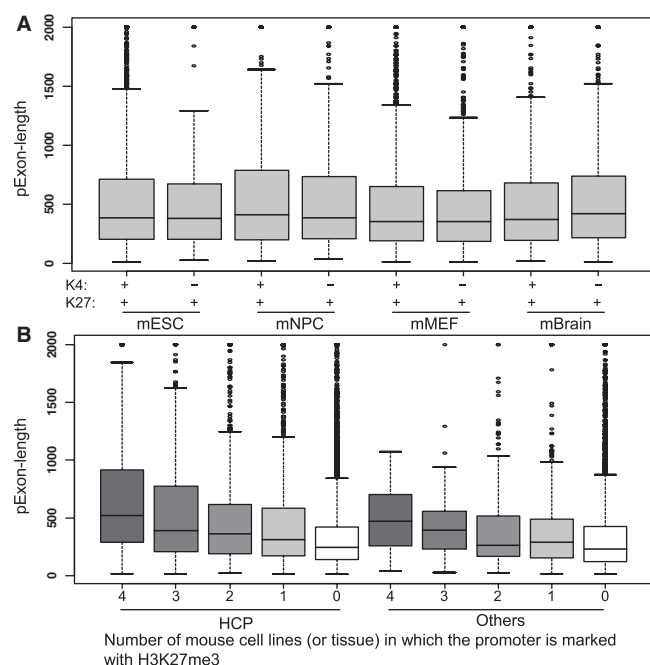 A
pExon-length
2000
1500
1000
500
0
K4: + − + − + − + −
K27: + + + + + + + +
mESC mNPC mMEF mBrain
B
pExon-length
2000
1500
1000
500
0
4 3 2 1 0 4 3 2 1 0
HCP Others
Number of mouse cell lines (or tissue) in which the promoter is marked
with H3K27me3